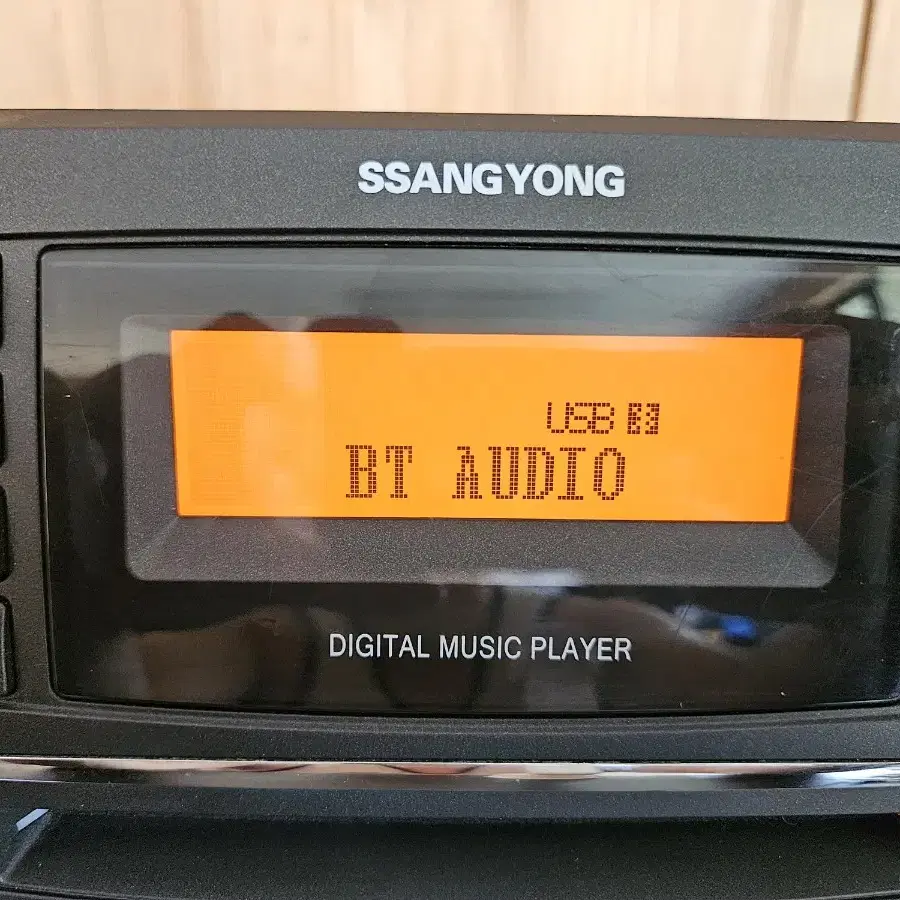 SSANGYONG
USB
BT AUDIO
DIGITAL MUSIC PLAYER